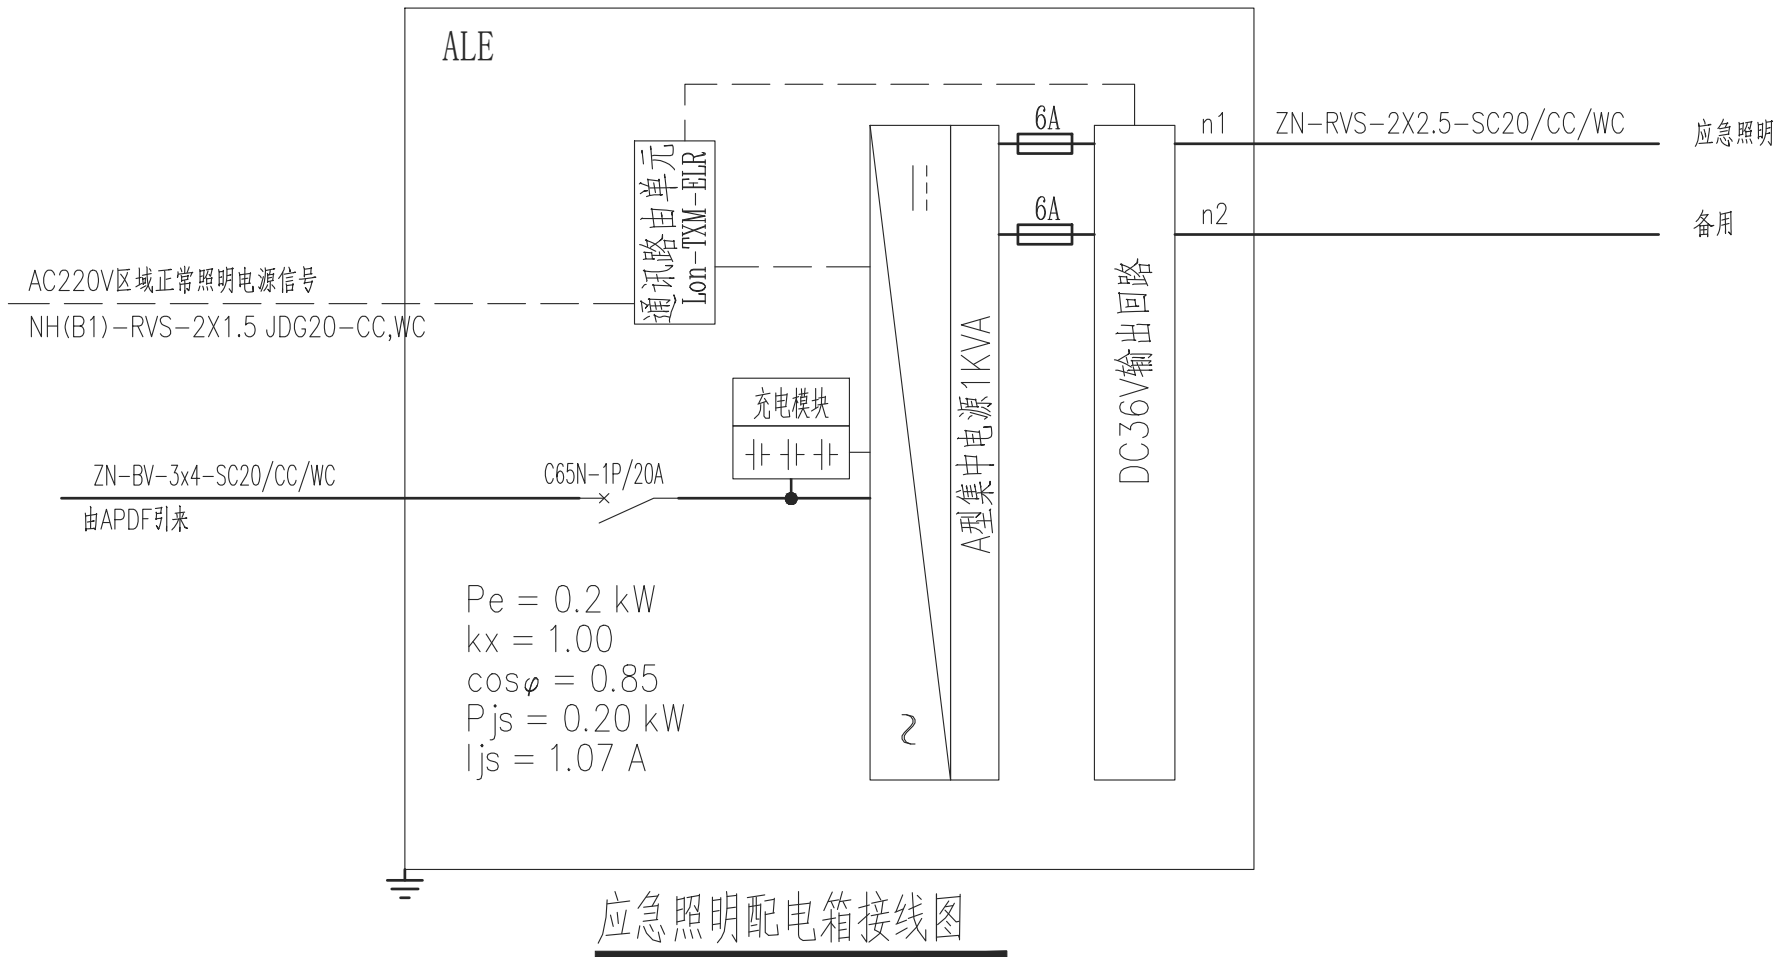 ALE
6A
n1
ZN-RVS-2X2.5-SC20/CC/WC
应急照明
6A
n2
备用
通讯路由单元
Lon-TXM-ELR
AC220V区域正常照明电源信号
NH(B1)-RVS-2X1.5 JDG20-CC,WC
充电模块
A型集中电源1KVA
DC36V输出回路
ZN-BV-3x4-SC20/CC/WC
C65N-1P/20A
由APDF引来
Pe = 0.2 kW
kx = 1.00
cosφ = 0.85
Pjs = 0.20 kW
Ijs = 1.07 A
应急照明配电箱接线图